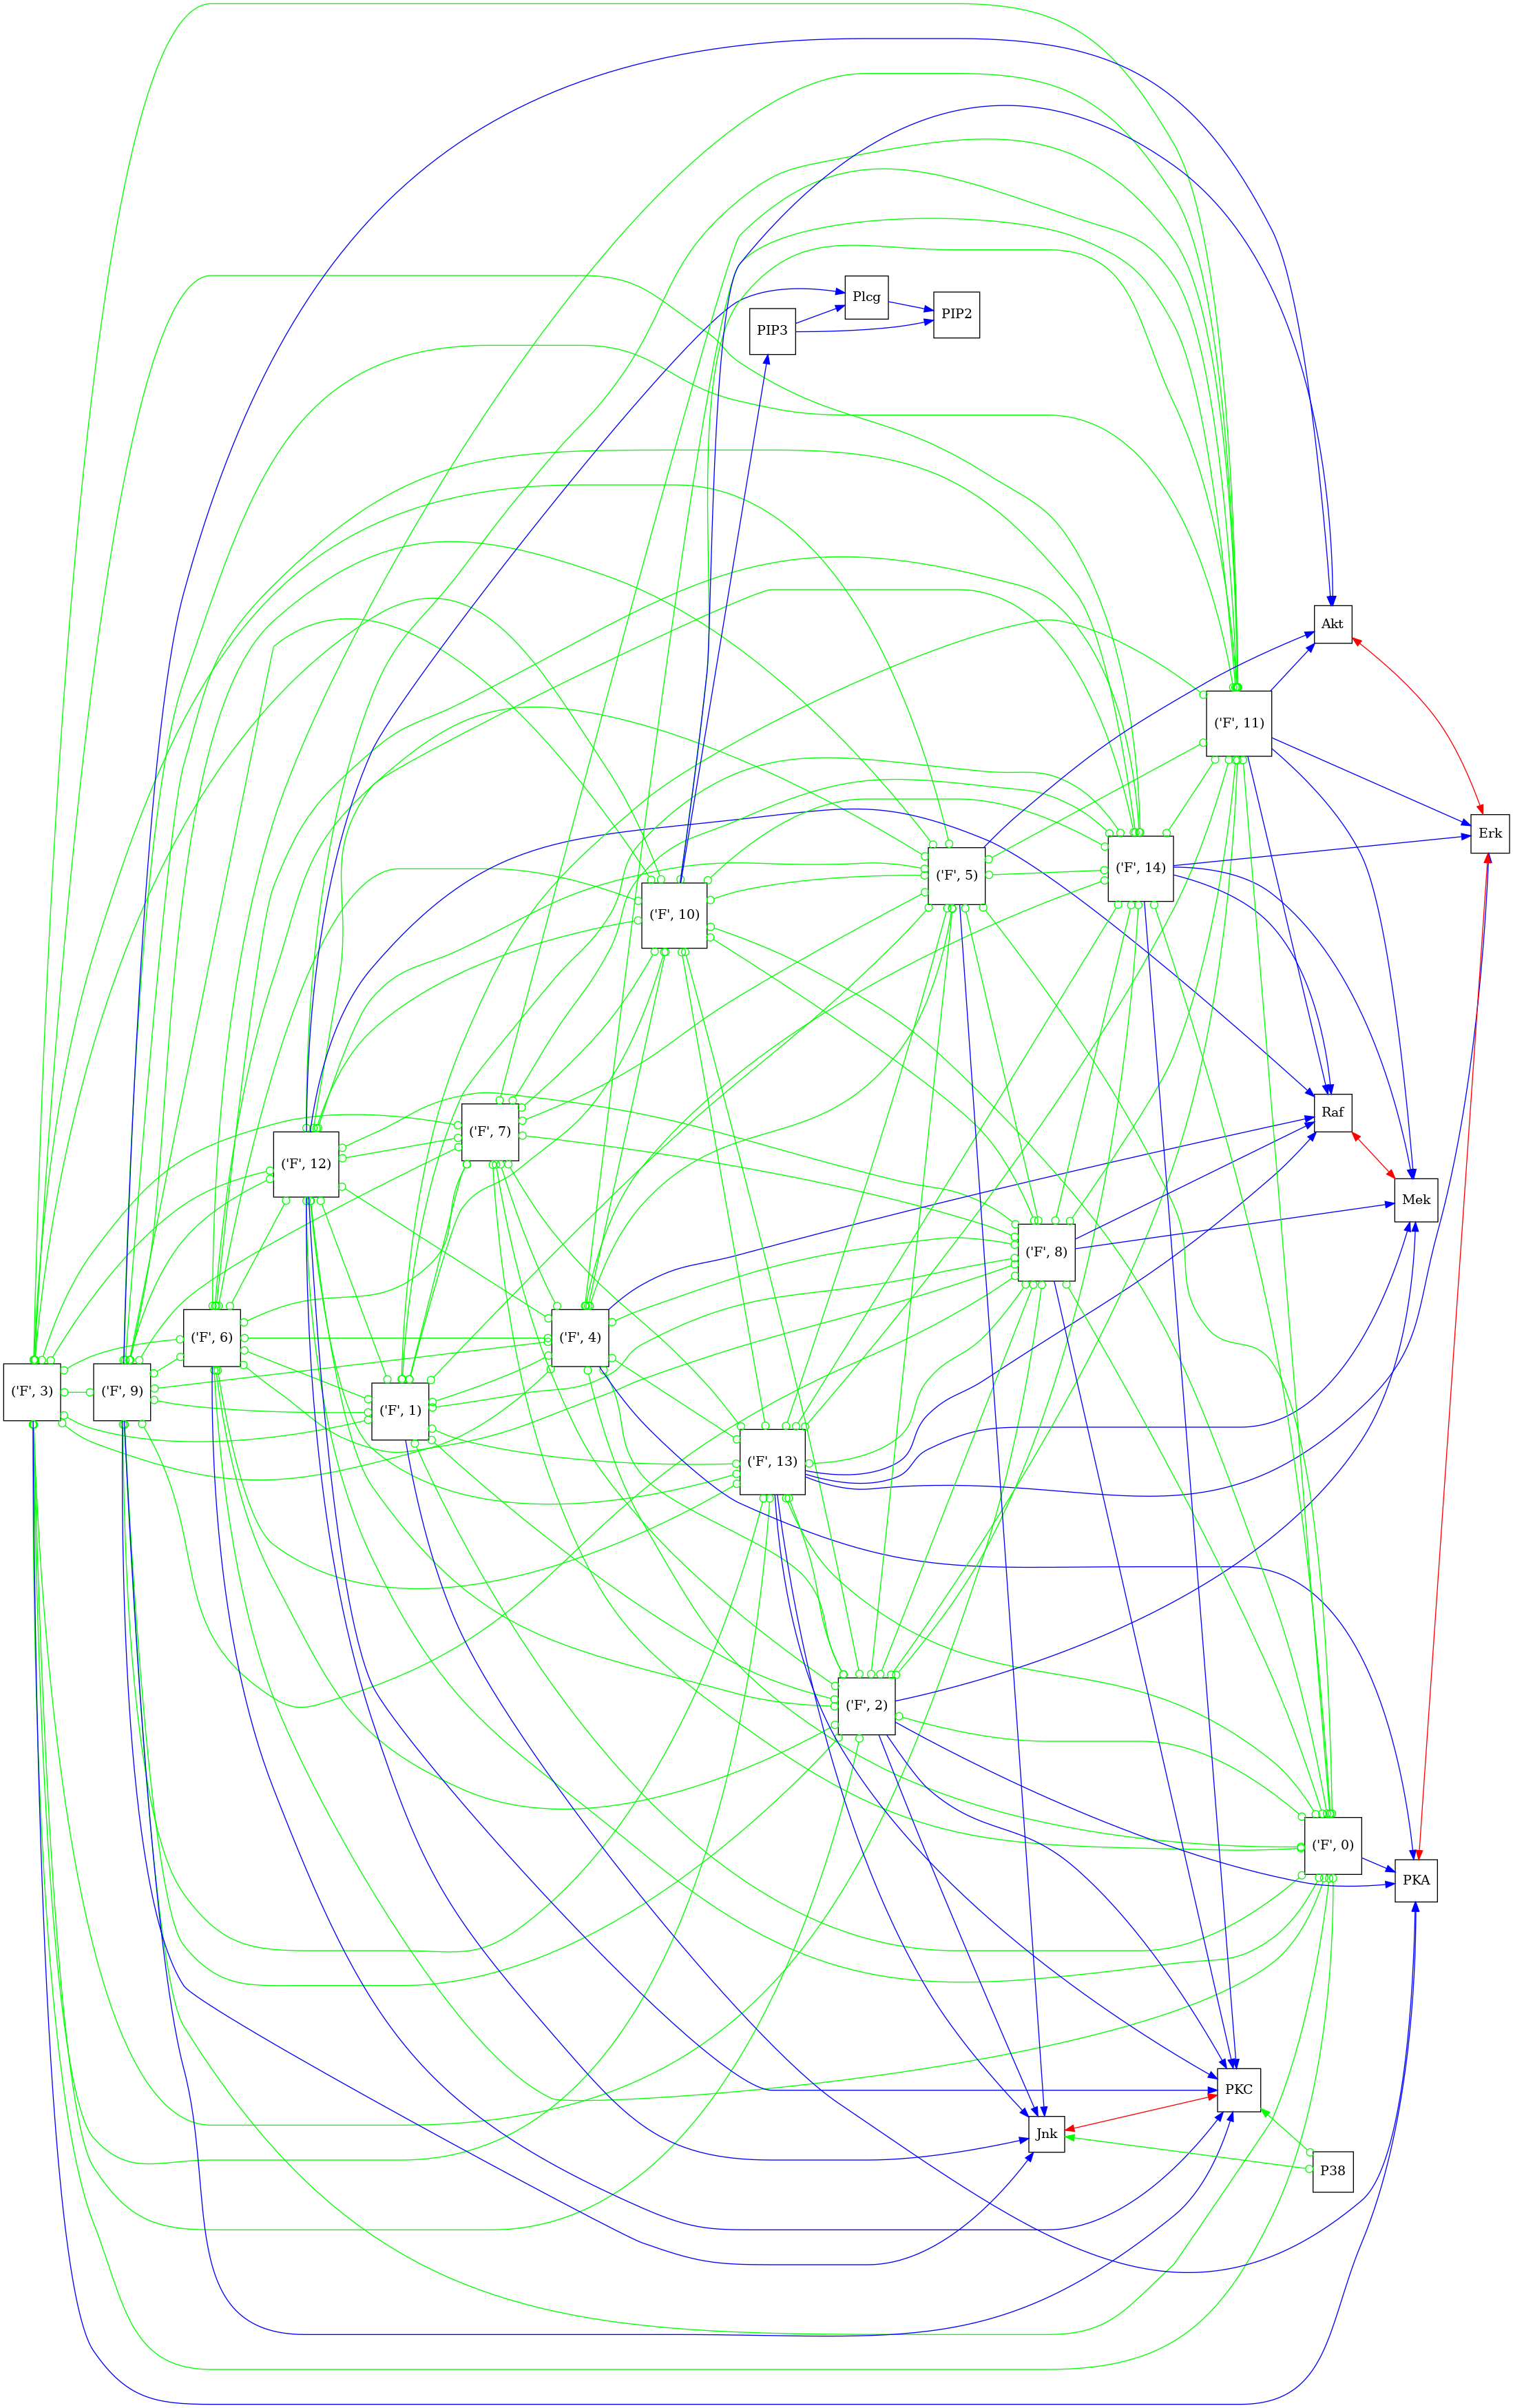 Plcg
PIP2
PIP3
Akt
('F', 11)
Erk
('F', 5)
('F', 14)
('F', 10)
Raf
('F', 7)
('F', 12)
Mek
('F', 8)
('F', 6)
('F', 4)
('F', 3)
('F', 9)
('F', 1)
('F', 13)
('F', 2)
('F', 0)
PKA
PKC
Jnk
P38